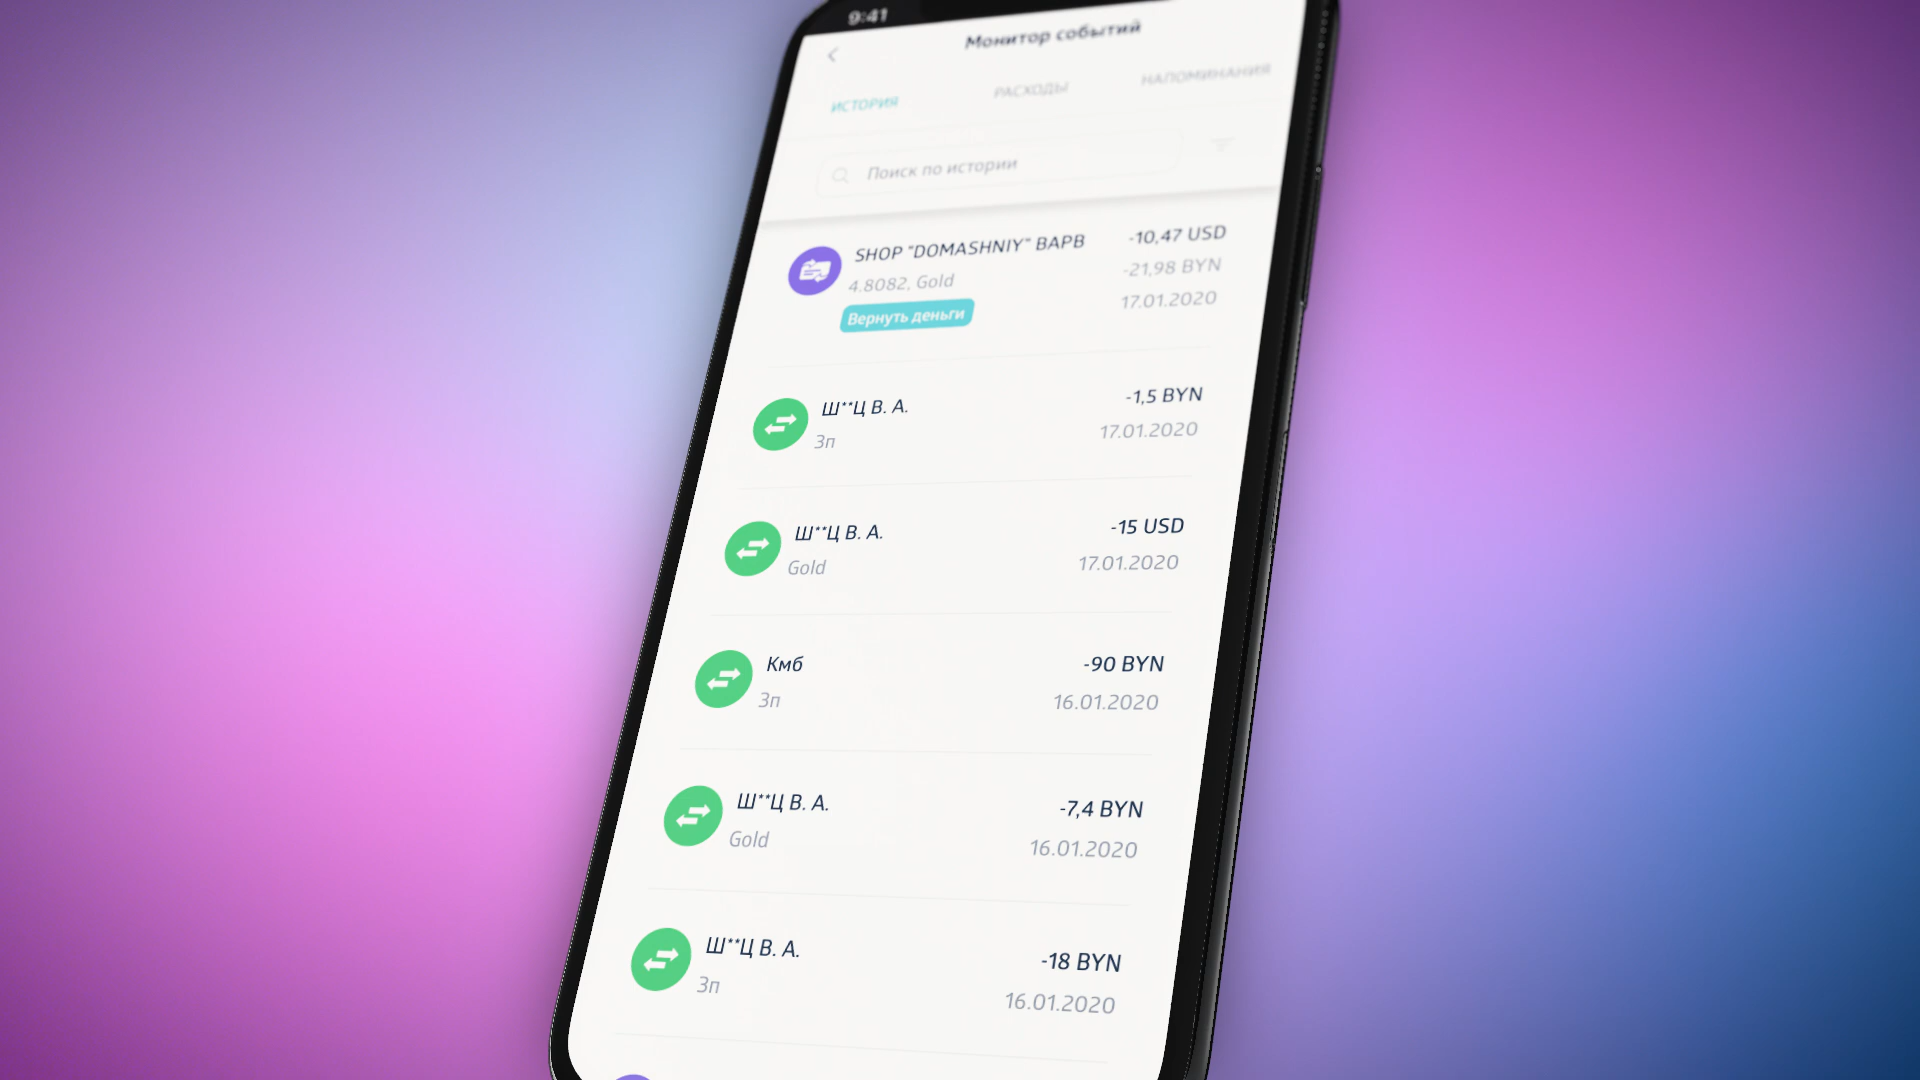 9:41
Монитор событий
ИСТОРИЯ РАСХОДЫ НАПОМИНАНИЯ
Поиск по истории
SHOP "DOMASHNIY" BAPB -10,47 USD
4.8082, Gold -21,98 BYN
Вернуть деньги 17.01.2020
Ш**Ц В. А. -1,5 BYN
Зп 17.01.2020
Ш**Ц В. А. -15 USD
Gold 17.01.2020
Кмб -90 BYN
Зп 16.01.2020
Ш**Ц В. А. -7,4 BYN
Gold 16.01.2020
Ш**Ц В. А. -18 BYN
Зп 16.01.2020